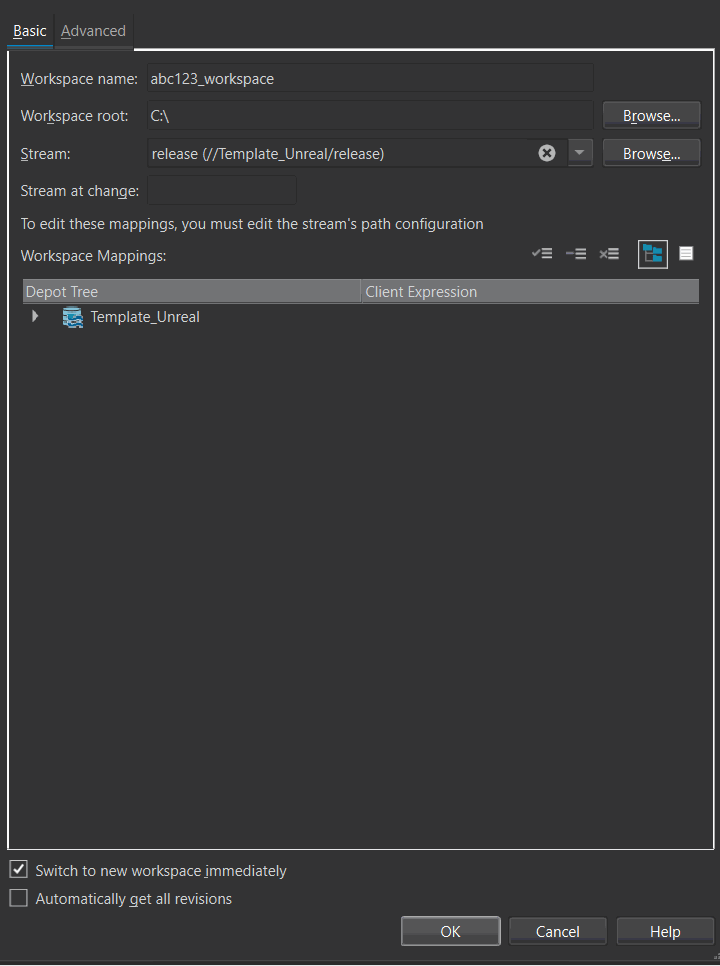 Basic Advanced
Workspace name: abc123_workspace
Workspace root: C:\ Browse...
Stream: release (//Template_Unreal/release) Browse...
Stream at change:
To edit these mappings, you must edit the stream's path configuration
Workspace Mappings:
Depot Tree Client Expression
Template_Unreal
Switch to new workspace immediately
Automatically get all revisions
OK Cancel Help